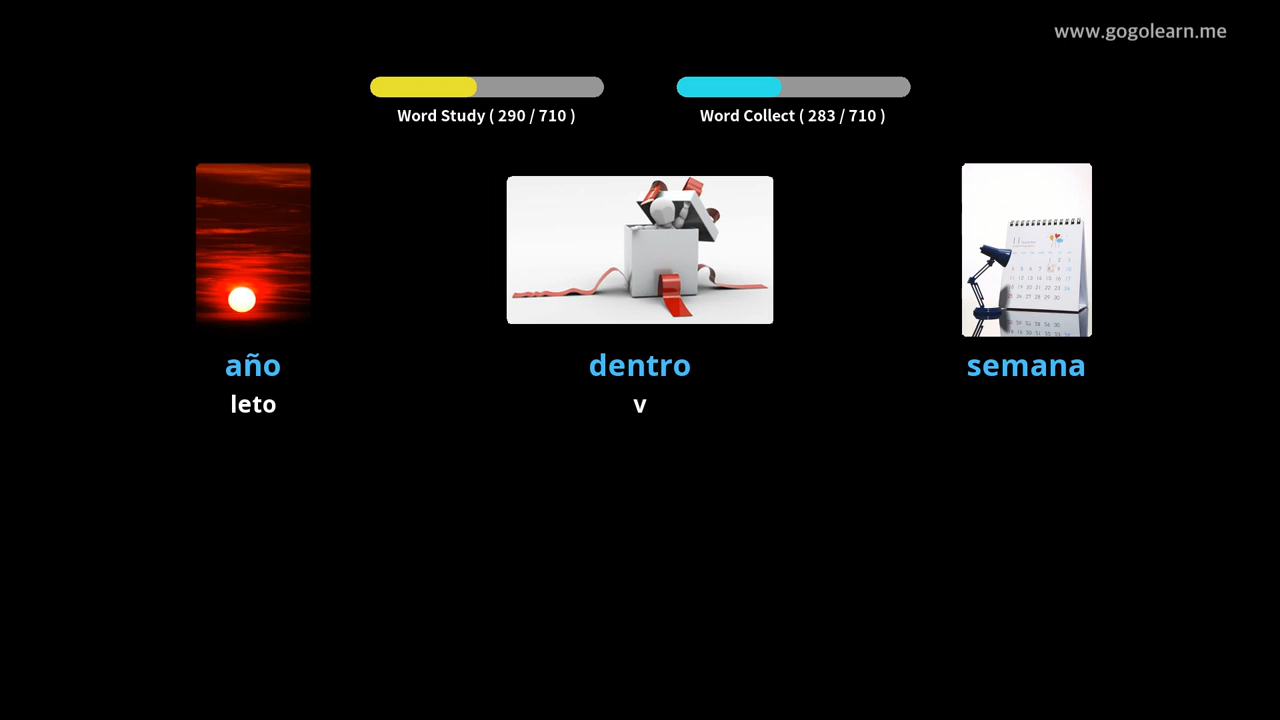 www.gogolearn.me
Word Study ( 290 / 710 )
Word Collect ( 283 / 710 )
año
dentro
semana
leto
v